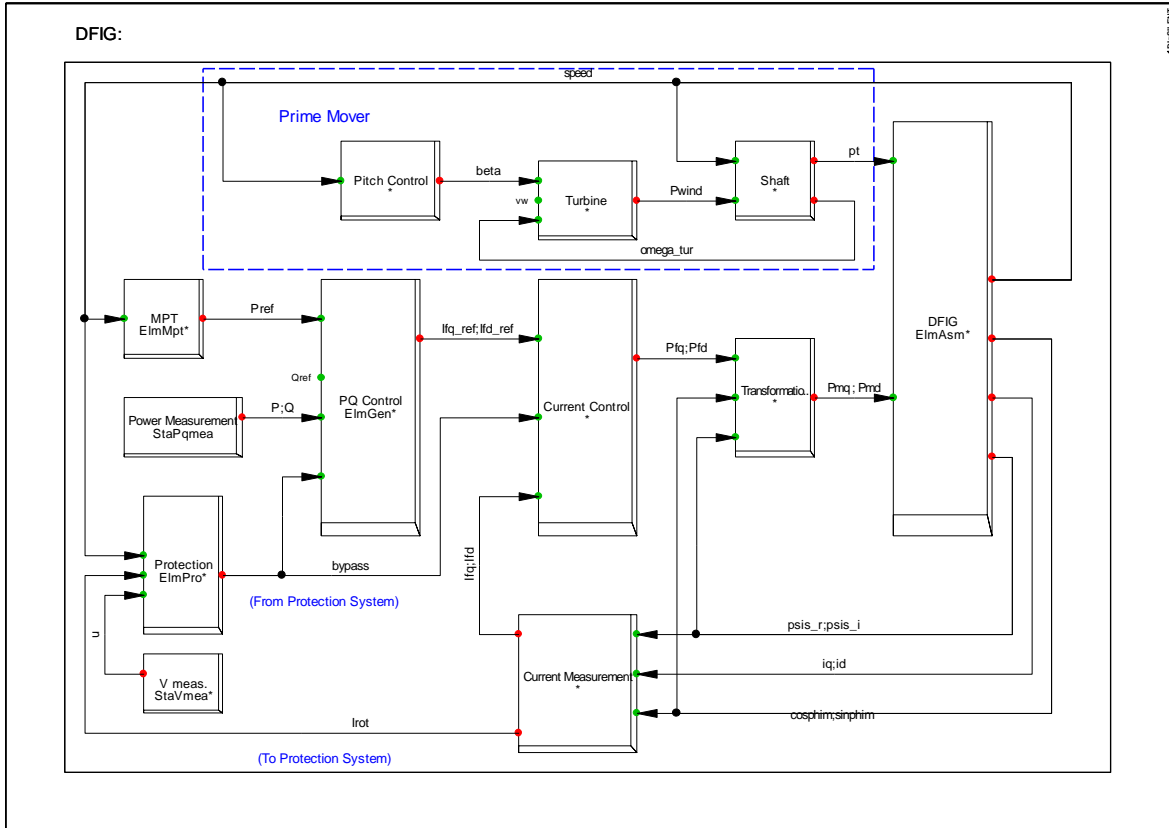 DFIG:
speed
Prime Mover
Pitch Control
*
beta
vw
Turbine
*
Pwind
Shaft
*
pt
omega_tur
MPT
ElmMpt*
Pref
Qref
PQ Control
ElmGen*
Ifq_ref;Ifd_ref
Current Control
*
Pfq;Pfd
Transformatio..
*
Pmq; Pmd
DFIG
ElmAsm*
Power Measurement
StaPqmea
P;Q
Protection
ElmPro*
bypass
(From Protection System)
Ifq;Ifd
u
V meas.
StaVmea*
Current Measurement
*
psis_r;psis_i
iq;id
cosphim;sinphim
Irot
(To Protection System)